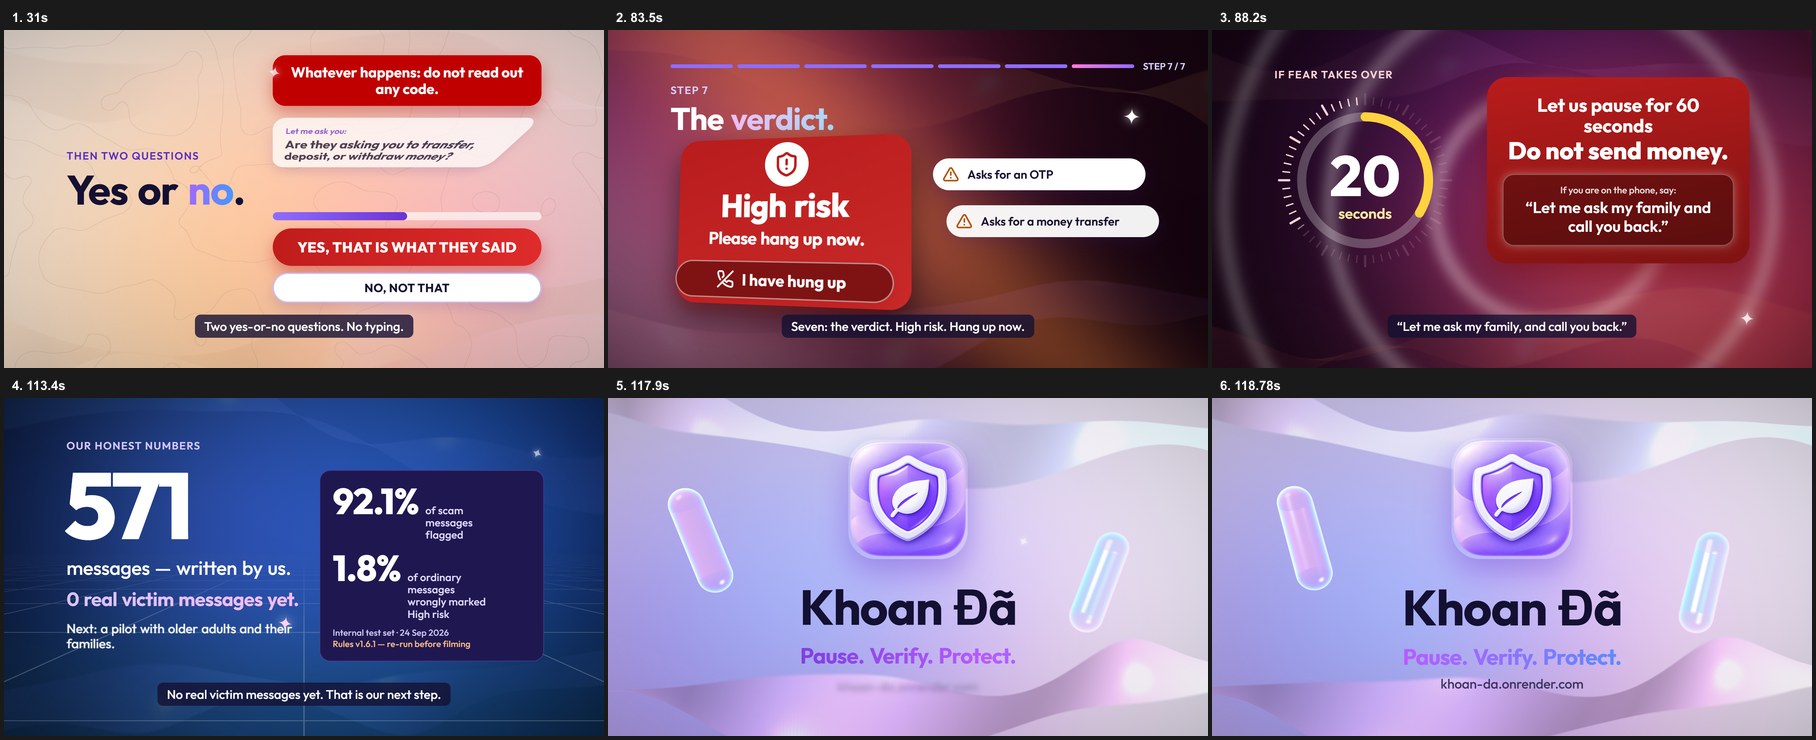 1. 31s
Whatever happens: do not read out
any code.
Let me ask you:
Are they asking you to transfer,
deposit, or withdraw money?
THEN TWO QUESTIONS
Yes or no.
YES, THAT IS WHAT THEY SAID
NO, NOT THAT
Two yes-or-no questions. No typing.
2. 83.5s
STEP 7 / 7
STEP 7
The verdict.
High risk
Please hang up now.
I have hung up
Asks for an OTP
Asks for a money transfer
Seven: the verdict. High risk. Hang up now.
3. 88.2s
IF FEAR TAKES OVER
20
seconds
Let us pause for 60
seconds
Do not send money.
If you are on the phone, say:
“Let me ask my family and
call you back.”
“Let me ask my family, and call you back.”
4. 113.4s
OUR HONEST NUMBERS
571
messages — written by us.
0 real victim messages yet.
Next: a pilot with older adults and their
families.
92.1% of scam
messages
flagged
1.8% of ordinary
messages
wrongly marked
High risk
Internal test set · 24 Sep 2026
Rules v1.6.1 — re-run before filming
No real victim messages yet. That is our next step.
5. 117.9s
Khoan Đã
Pause. Verify. Protect.
6. 118.78s
Khoan Đã
Pause. Verify. Protect.
khoan-da.onrender.com